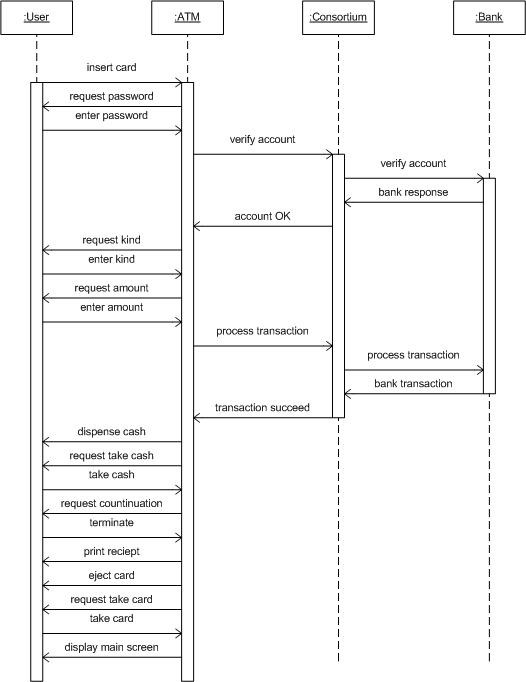 :User
:ATM
:Consortium
:Bank
insert card
request password
enter password
verify account
verify account
bank response
account OK
request kind
enter kind
request amount
enter amount
process transaction
process transaction
bank transaction
transaction succeed
dispense cash
request take cash
take cash
request countinuation
terminate
print reciept
eject card
request take card
take card
display main screen